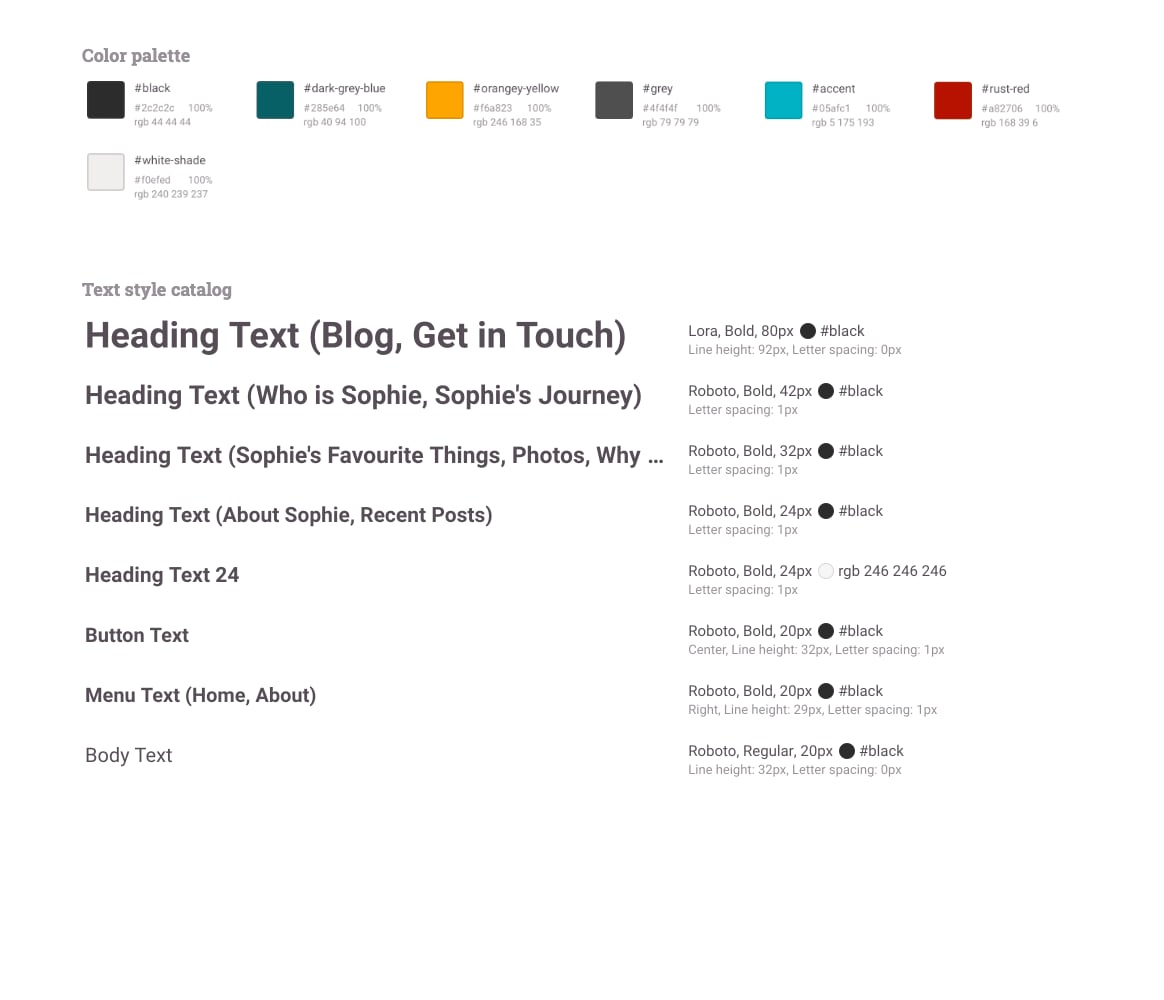 Color palette
#black
#2c2c2c 100%
rgb 44 44 44
#dark-grey-blue
#285e64 100%
rgb 40 94 100
#orangey-yellow
#f6a823 100%
rgb 246 168 35
#grey
#4f4f4f 100%
rgb 79 79 79
#accent
#05afc1 100%
rgb 5 175 193
#rust-red
#a82706 100%
rgb 168 39 6
#white-shade
#f0efed 100%
rgb 240 239 237
Text style catalog
Heading Text (Blog, Get in Touch)
Lora, Bold, 80px #black
Line height: 92px, Letter spacing: 0px
Heading Text (Who is Sophie, Sophie's Journey)
Roboto, Bold, 42px #black
Letter spacing: 1px
Heading Text (Sophie's Favourite Things, Photos, Why ...
Roboto, Bold, 32px #black
Letter spacing: 1px
Heading Text (About Sophie, Recent Posts)
Roboto, Bold, 24px #black
Letter spacing: 1px
Heading Text 24
Roboto, Bold, 24px rgb 246 246 246
Letter spacing: 1px
Button Text
Roboto, Bold, 20px #black
Center, Line height: 32px, Letter spacing: 1px
Menu Text (Home, About)
Roboto, Bold, 20px #black
Right, Line height: 29px, Letter spacing: 1px
Body Text
Roboto, Regular, 20px #black
Line height: 32px, Letter spacing: 0px